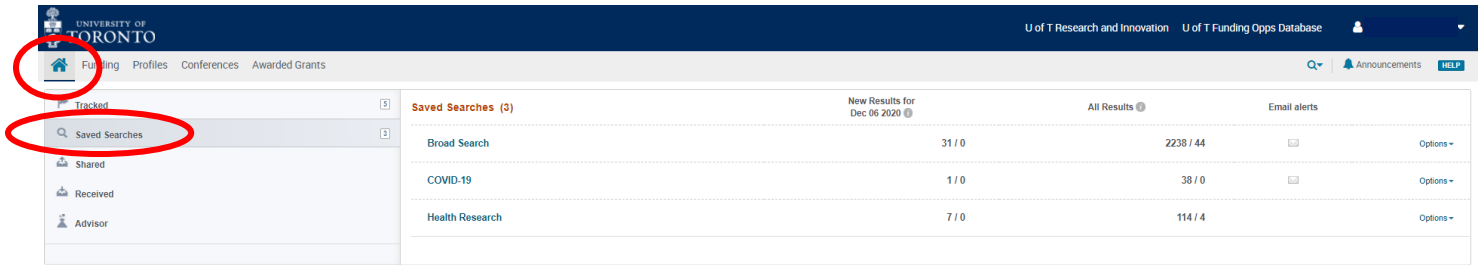 UNIVERSITY OF
TORONTO
U of T Research and Innovation U of T Funding Opps Database
Funding Profiles Conferences Awarded Grants
Announcements HELP
Tracked 5
Saved Searches 3
Shared
Received
Advisor
Saved Searches (3) New Results for Dec 06 2020 All Results Email alerts
Broad Search 31 / 0 2238 / 44 Options
COVID-19 1 / 0 38 / 0 Options
Health Research 7 / 0 114 / 4 Options